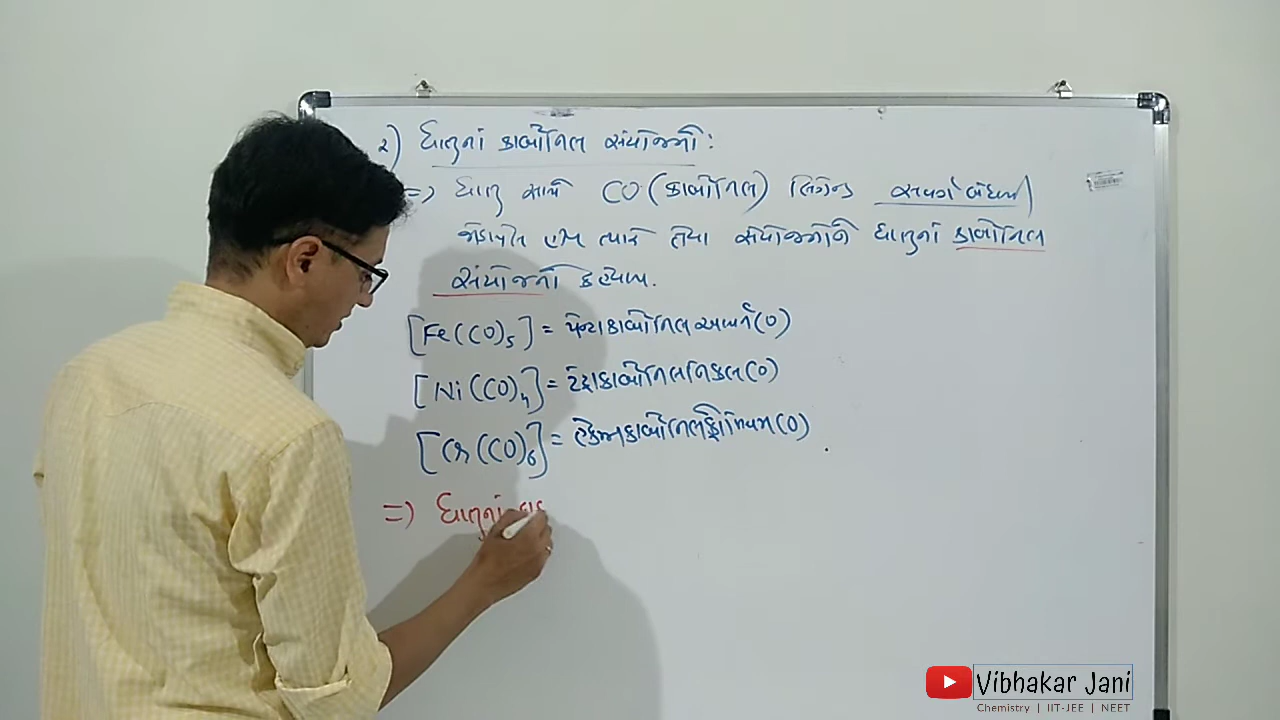 ૨) ધાતુનાં કાર્બોનિલ સંયોજનો :
=> ધાતુ સાથે CO (કાર્બોનિલ) લિગેન્ડ સવર્ગ બંધથી
જોડાયેલ હોય ત્યારે તેવા સંયોજનોને ધાતુનાં કાર્બોનિલ
સંયોજનો કહેવાય.
[Fe(CO)5] = પેન્ટાકાર્બોનિલઆયર્ન(0)
[Ni(CO)4] = ટેટ્રાકાર્બોનિલનિકલ(0)
[Cr(CO)6] = હેક્ઝાકાર્બોનિલક્રોમિયમ(0)
=> ધાતુનાં
Vibhakar Jani
Chemistry | IIT-JEE | NEET